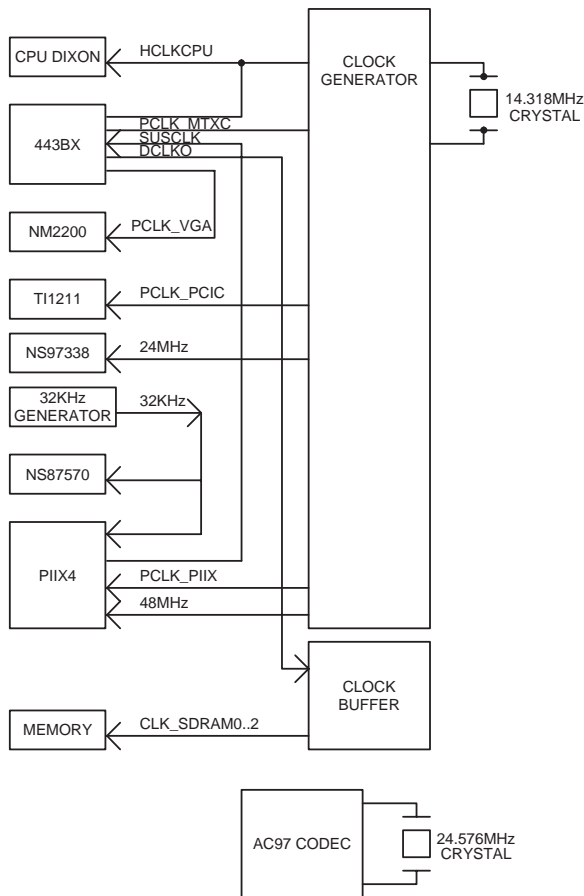 CPU DIXON
HCLKCPU
CLOCK
GENERATOR
14.318MHz
CRYSTAL
443BX
PCLK_MTXC
SUSCLK
DCLKO
NM2200
PCLK_VGA
TI1211
PCLK_PCIC
NS97338
24MHz
32KHz
GENERATOR
32KHz
NS87570
PIIX4
PCLK_PIIX
48MHz
CLOCK
BUFFER
MEMORY
CLK_SDRAM0..2
AC97 CODEC
24.576MHz
CRYSTAL